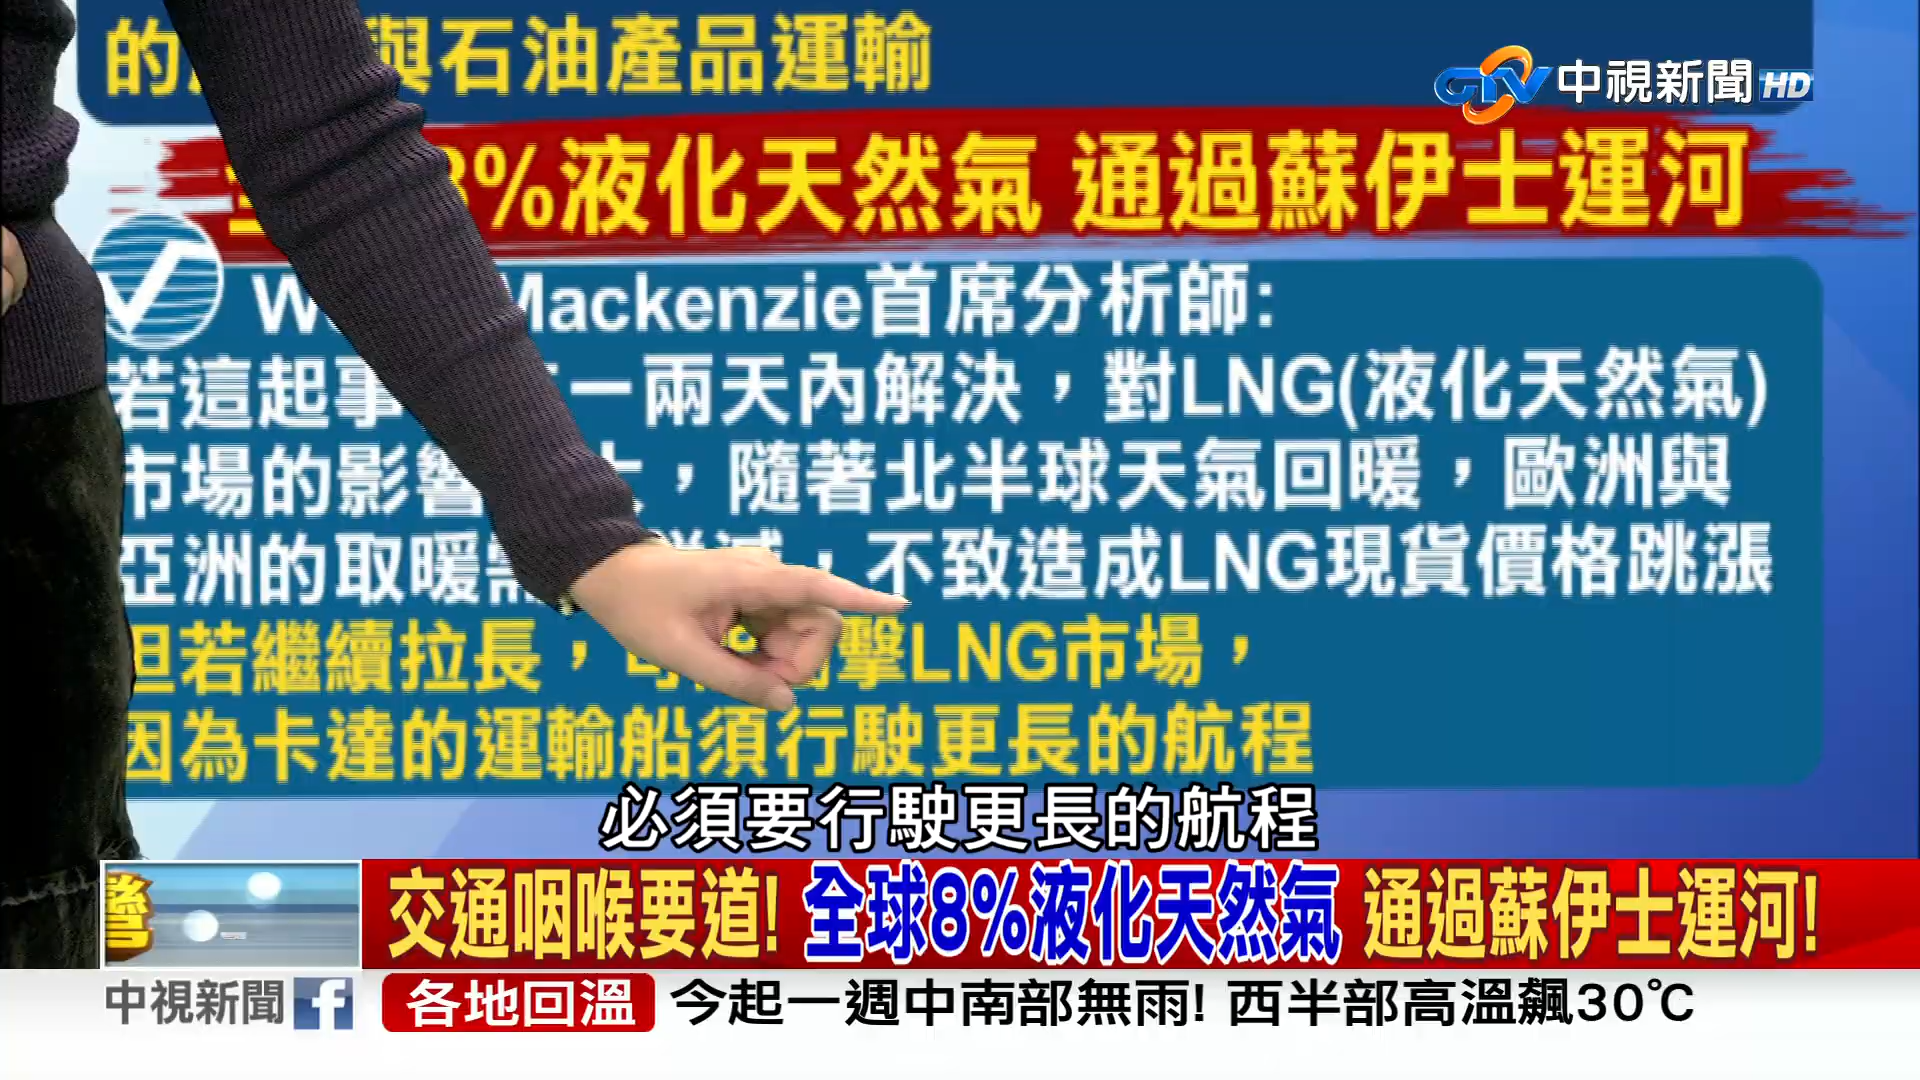 的 與石油產品運輸
CTV 中視新聞 HD
8%液化天然氣 通過蘇伊士運河
Mackenzie首席分析師:
若這起事 一兩天內解決，對LNG(液化天然氣)
市場的影響 大，隨著北半球天氣回暖，歐洲與
亞洲的取暖需 遞減，不致造成LNG現貨價格跳漲
但若繼續拉長， 擊LNG市場，
因為卡達的運輸船須行駛更長的航程
必須要行駛更長的航程
灣 交通咽喉要道! 全球8%液化天然氣 通過蘇伊士運河!
中視新聞 f 各地回溫 今起一週中南部無雨! 西半部高溫飆30℃